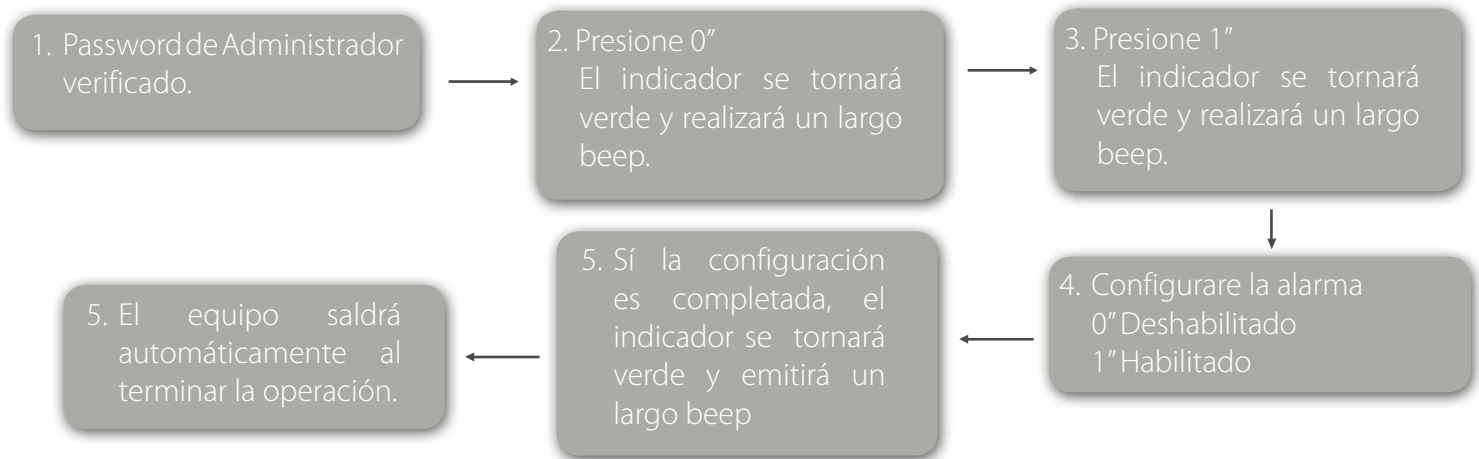 1. Password de Administrador
verificado.
2. Presione 0”
El indicador se tornará
verde y realizará un largo
beep.
3. Presione 1”
El indicador se tornará
verde y realizará un largo
beep.
4. Configurare la alarma
0” Deshabilitado
1” Habilitado
5. Sí la configuración
es completada, el
indicador se tornará
verde y emitirá un
largo beep
5. El equipo saldrá
automáticamente al
terminar la operación.